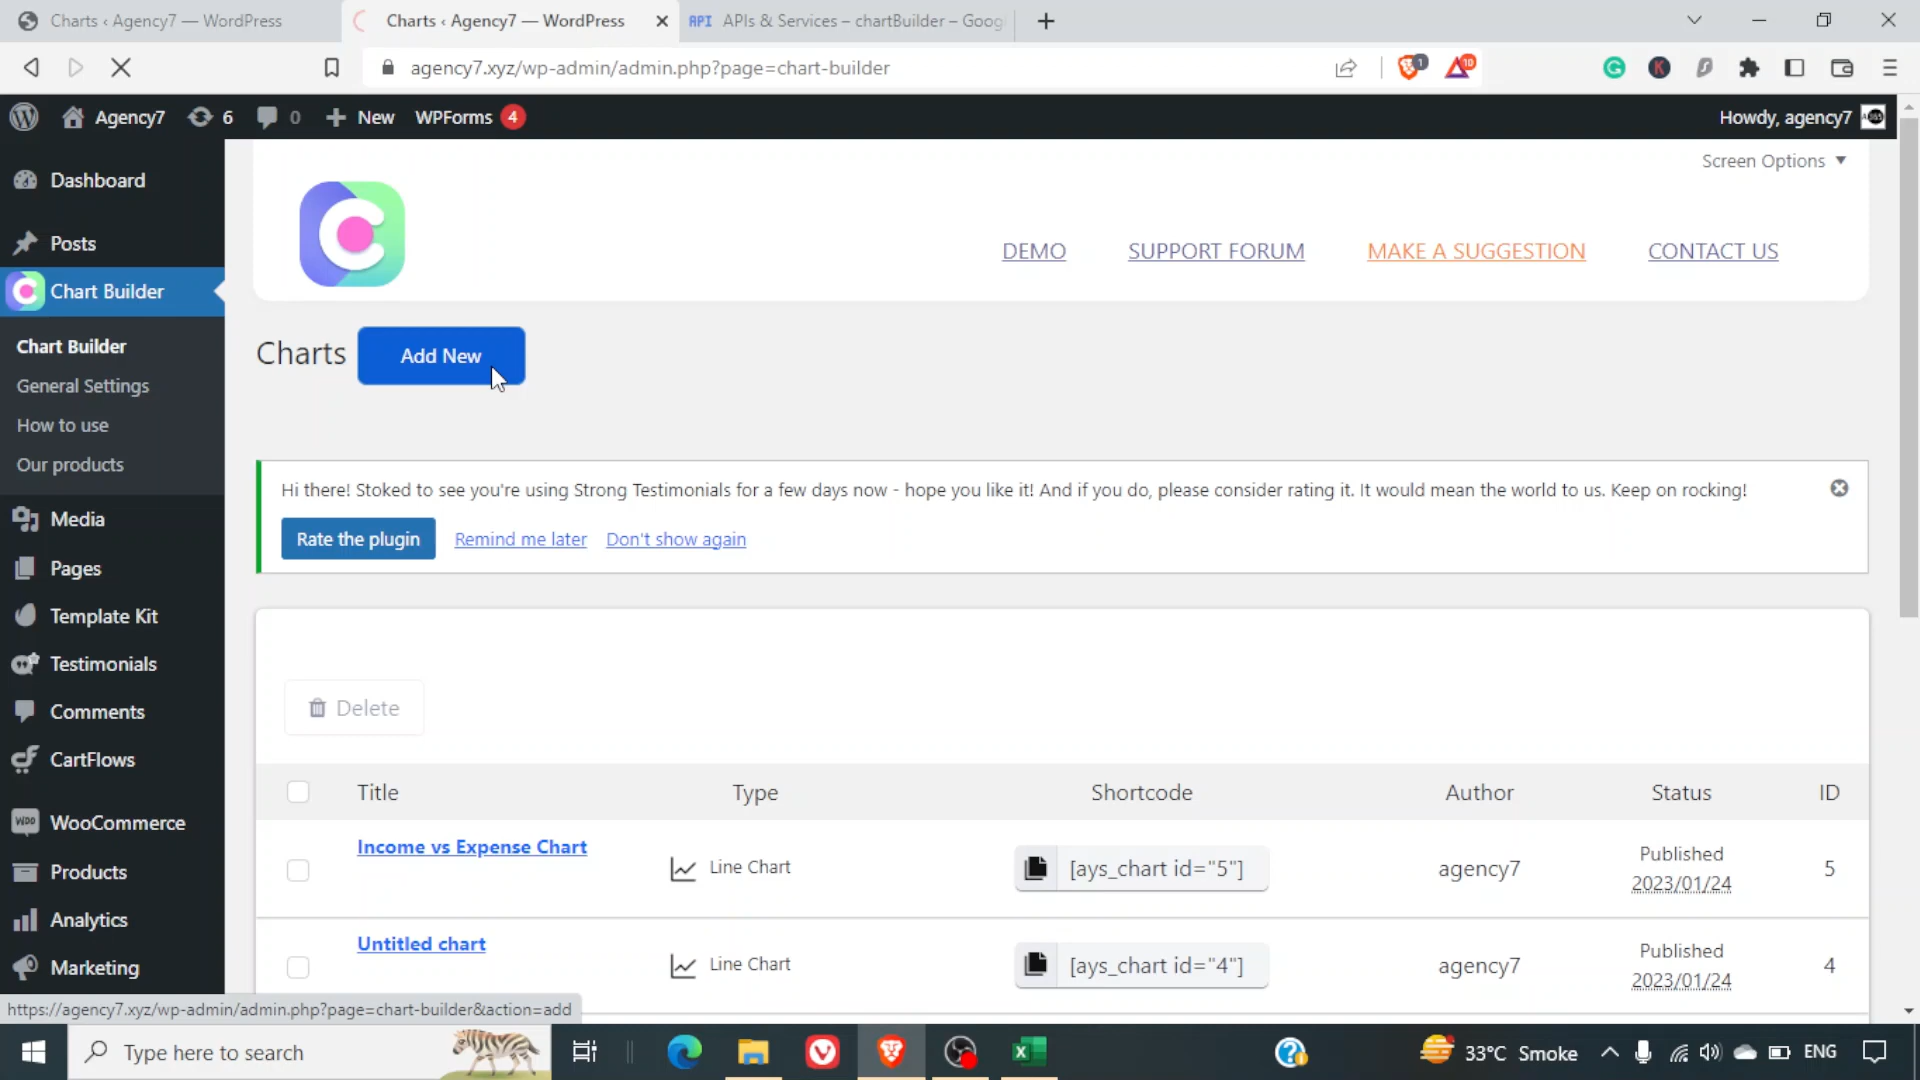 Charts ‹ Agency7 — WordPress
Charts ‹ Agency7 — WordPress
API APIs & Services – chartBuilder – Goog
agency7.xyz/wp-admin/admin.php?page=chart-builder
1
10
Agency7
6
0
New
WPForms 4
Howdy, agency7
Screen Options
Dashboard
Posts
Chart Builder
Chart Builder
General Settings
How to use
Our products
Media
Pages
Template Kit
Testimonials
Comments
CartFlows
WooCommerce
Products
Analytics
Marketing
DEMO
SUPPORT FORUM
MAKE A SUGGESTION
CONTACT US
Charts
Add New
Hi there! Stoked to see you're using Strong Testimonials for a few days now - hope you like it! And if you do, please consider rating it. It would mean the world to us. Keep on rocking!
Rate the plugin
Remind me later
Don't show again
Delete
Title Type Shortcode Author Status ID
Income vs Expense Chart Line Chart [ays_chart id="5"] agency7 Published 5
2023/01/24
Untitled chart Line Chart [ays_chart id="4"] agency7 Published 4
2023/01/24
https://agency7.xyz/wp-admin/admin.php?page=chart-builder&action=add
Type here to search
33°C Smoke
ENG